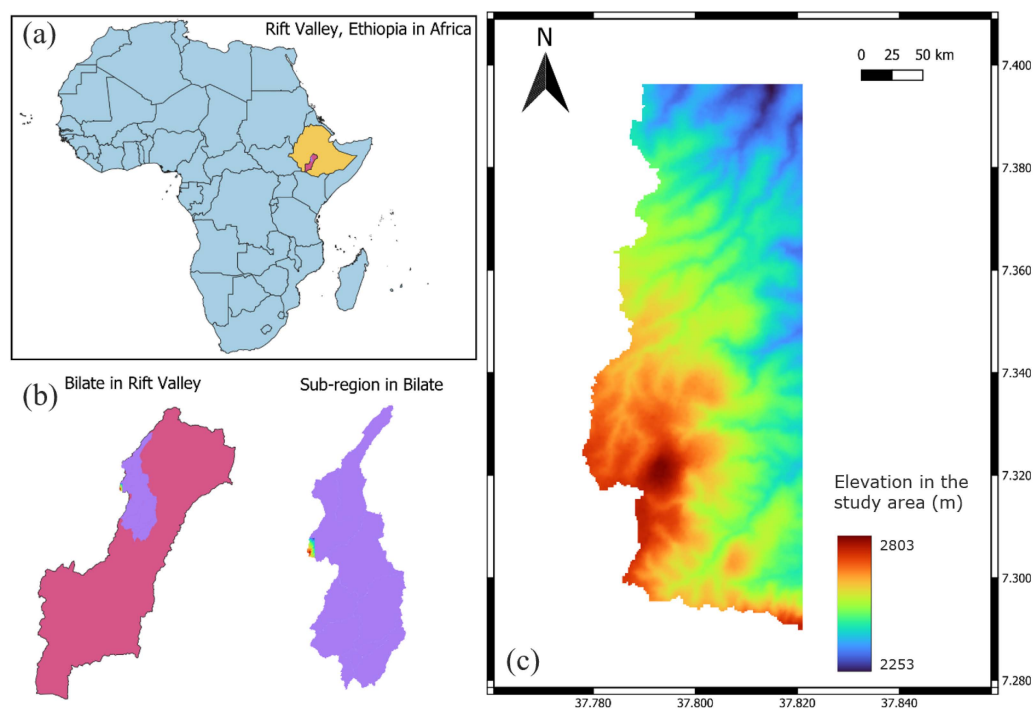 (a)
Rift Valley, Ethiopia in Africa
(b)
Bilate in Rift Valley
Sub-region in Bilate
N
0 25 50 km
7.400
7.380
7.360
7.340
7.320
7.300
7.280
Elevation in the
study area (m)
2803
2253
(c)
37.780 37.800 37.820 37.840